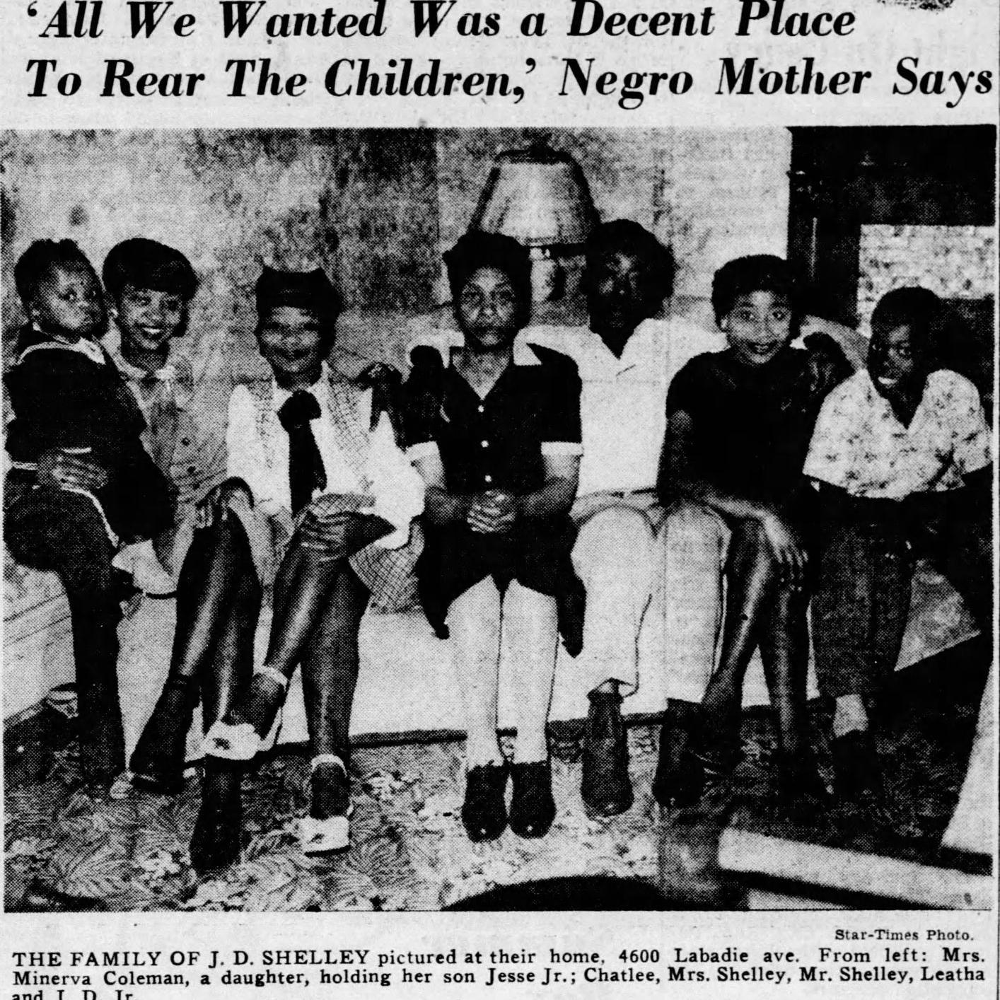 ‘All We Wanted Was a Decent Place
To Rear The Children,’ Negro Mother Says
Star-Times Photo.
THE FAMILY OF J. D. SHELLEY pictured at their home, 4600 Labadie ave. From left: Mrs.
Minerva Coleman, a daughter, holding her son Jesse Jr.; Chatlee, Mrs. Shelley, Mr. Shelley, Leatha
and J. D. Jr.